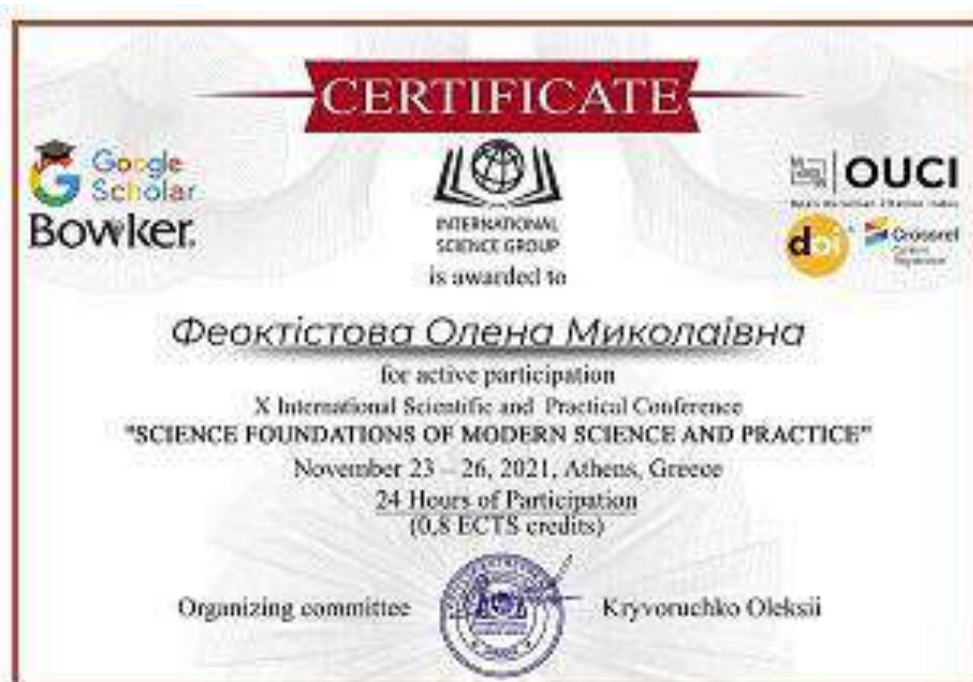 CERTIFICATE
Google Scholar
Bowker.
INTERNATIONAL
SCIENCE GROUP
OUCI
doi
Crossref
is awarded to
Феоктістова Олена Миколаївна
for active participation
X International Scientific and Practical Conference
"SCIENCE FOUNDATIONS OF MODERN SCIENCE AND PRACTICE"
November 23 – 26, 2021, Athens, Greece
24 Hours of Participation
(0,8 ECTS credits)
Organizing committee
Kryvoruchko Oleksii